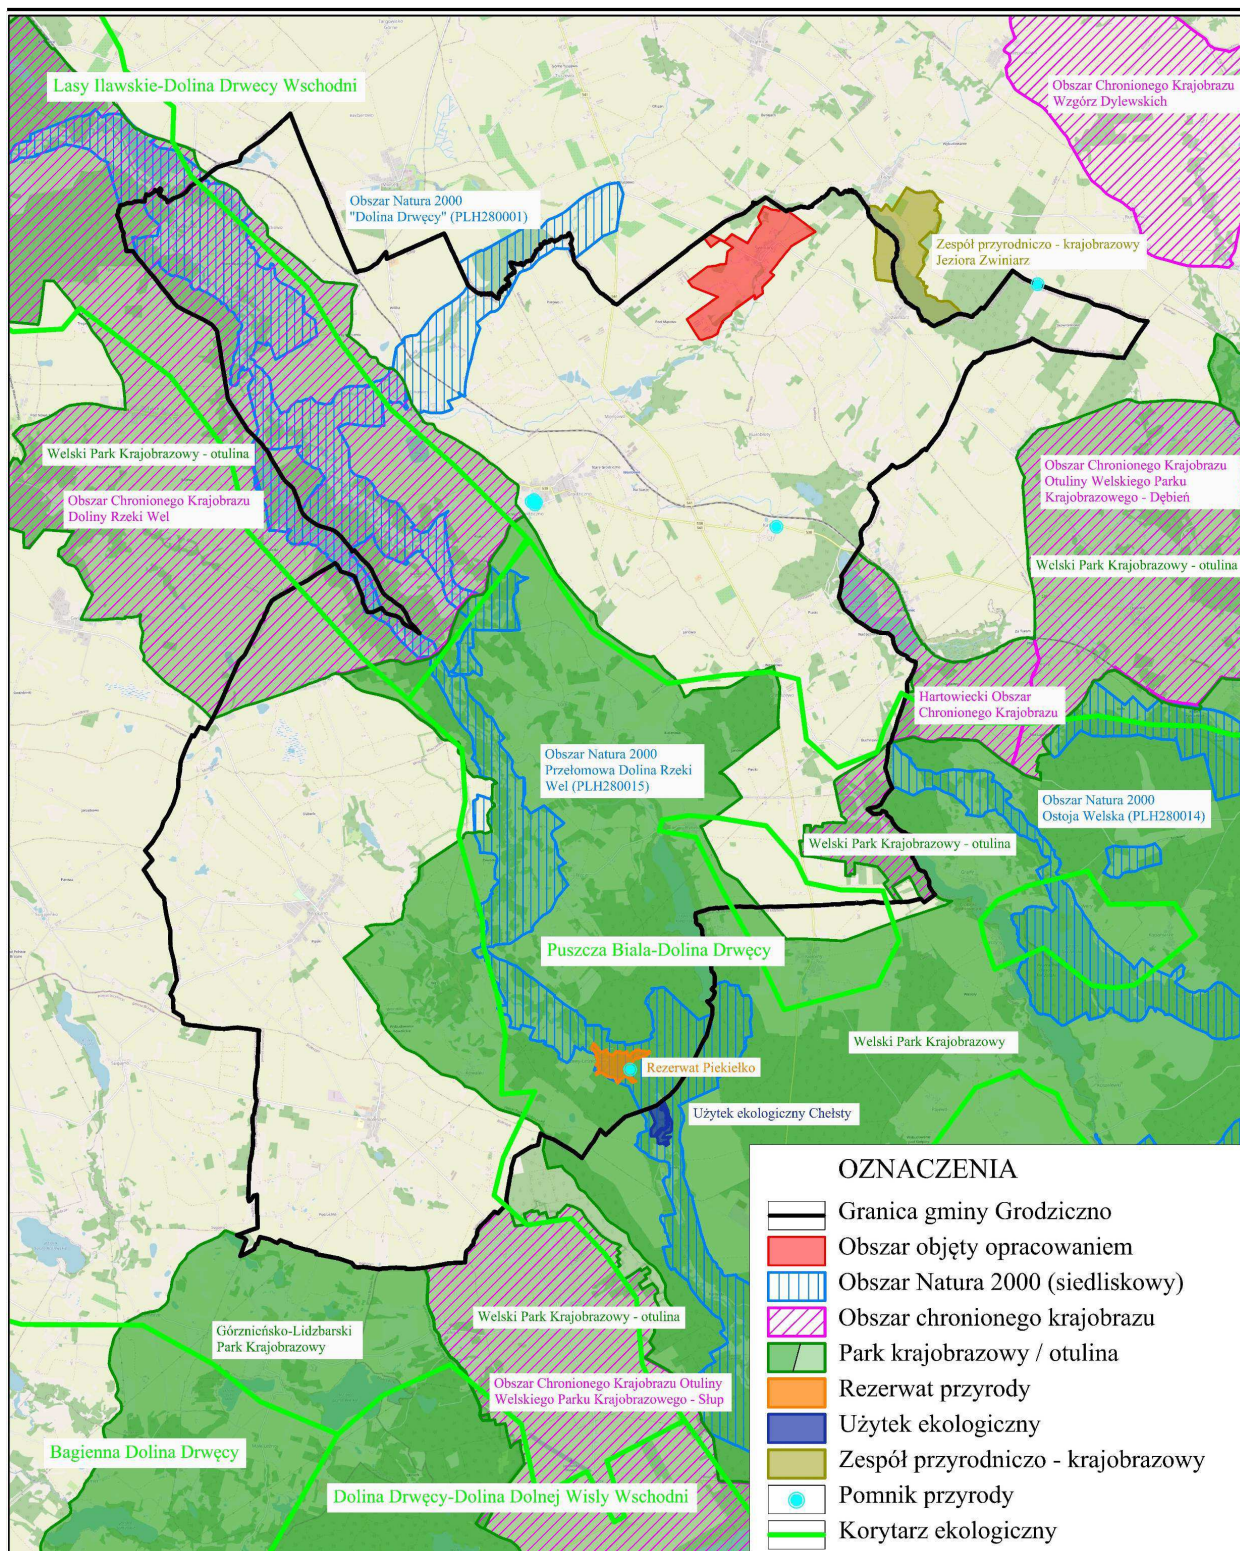 Lasy Iławskie-Dolina Drwęcy Wschodni
Obszar Chronionego Krajobrazu
Wzgórz Dylewskich
Obszar Natura 2000
"Dolina Drwęcy" (PLH280001)
Zespół przyrodniczo - krajobrazowy
Jeziora Zwiniarz
Welski Park Krajobrazowy - otulina
Obszar Chronionego Krajobrazu
Doliny Rzeki Wel
Obszar Chronionego Krajobrazu
Otuliny Welskiego Parku
Krajobrazowego - Dębień
Welski Park Krajobrazowy - otulina
Hartowiecki Obszar
Chronionego Krajobrazu
Obszar Natura 2000
Przełomowa Dolina Rzeki
Wel (PLH280015)
Obszar Natura 2000
Ostoja Welska (PLH280014)
Welski Park Krajobrazowy - otulina
Puszcza Biała-Dolina Drwęcy
Welski Park Krajobrazowy
Rezerwat Piekiełko
Użytek ekologiczny Chełsty
Welski Park Krajobrazowy - otulina
Górznieńsko-Lidzbarski
Park Krajobrazowy
Obszar Chronionego Krajobrazu Otuliny
Welskiego Parku Krajobrazowego - Słup
Bagienna Dolina Drwęcy
Dolina Drwęcy-Dolina Dolnej Wisły Wschodni
OZNACZENIA
Granica gminy Grodziczno
Obszar objęty opracowaniem
Obszar Natura 2000 (siedliskowy)
Obszar chronionego krajobrazu
Park krajobrazowy / otulina
Rezerwat przyrody
Użytek ekologiczny
Zespół przyrodniczo - krajobrazowy
Pomnik przyrody
Korytarz ekologiczny